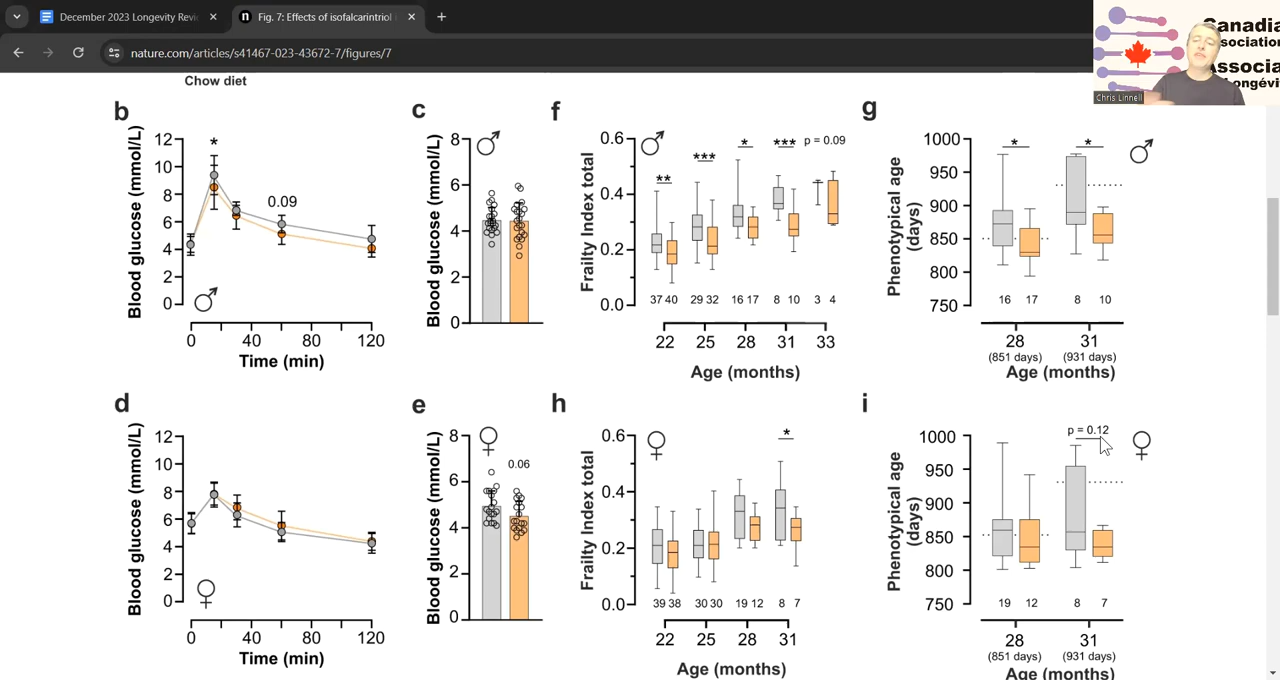 December 2023 Longevity Revi
Fig. 7: Effects of isofalcarintriol
nature.com/articles/s41467-023-43672-7/figures/7
Canadia
ssociation
Associa
Longévi
Chris Linnell
Chow diet
b
Blood glucose (mmol/L)
12
10
8
6
4
2
0
*
0.09
0
40
80
120
Time (min)
c
Blood glucose (mmol/L)
8
6
4
2
0
f
Frailty Index total
0.6
0.4
0.2
0.0
**
***
*
***
p = 0.09
37 40
29 32
16 17
8 10
3 4
22
25
28
31
33
Age (months)
g
Phenotypical age
(days)
1000
950
900
850
800
750
*
*
16 17
8 10
28
31
(851 days)
(931 days)
Age (months)
d
Blood glucose (mmol/L)
12
10
8
6
4
2
0
0
40
80
120
Time (min)
e
Blood glucose (mmol/L)
8
6
4
2
0
0.06
h
Frailty Index total
0.6
0.4
0.2
0.0
*
39 38
30 30
19 12
8 7
22
25
28
31
Age (months)
i
Phenotypical age
(days)
1000
950
900
850
800
750
p = 0.12
19 12
8 7
28
31
(851 days)
(931 days)
Age (months)